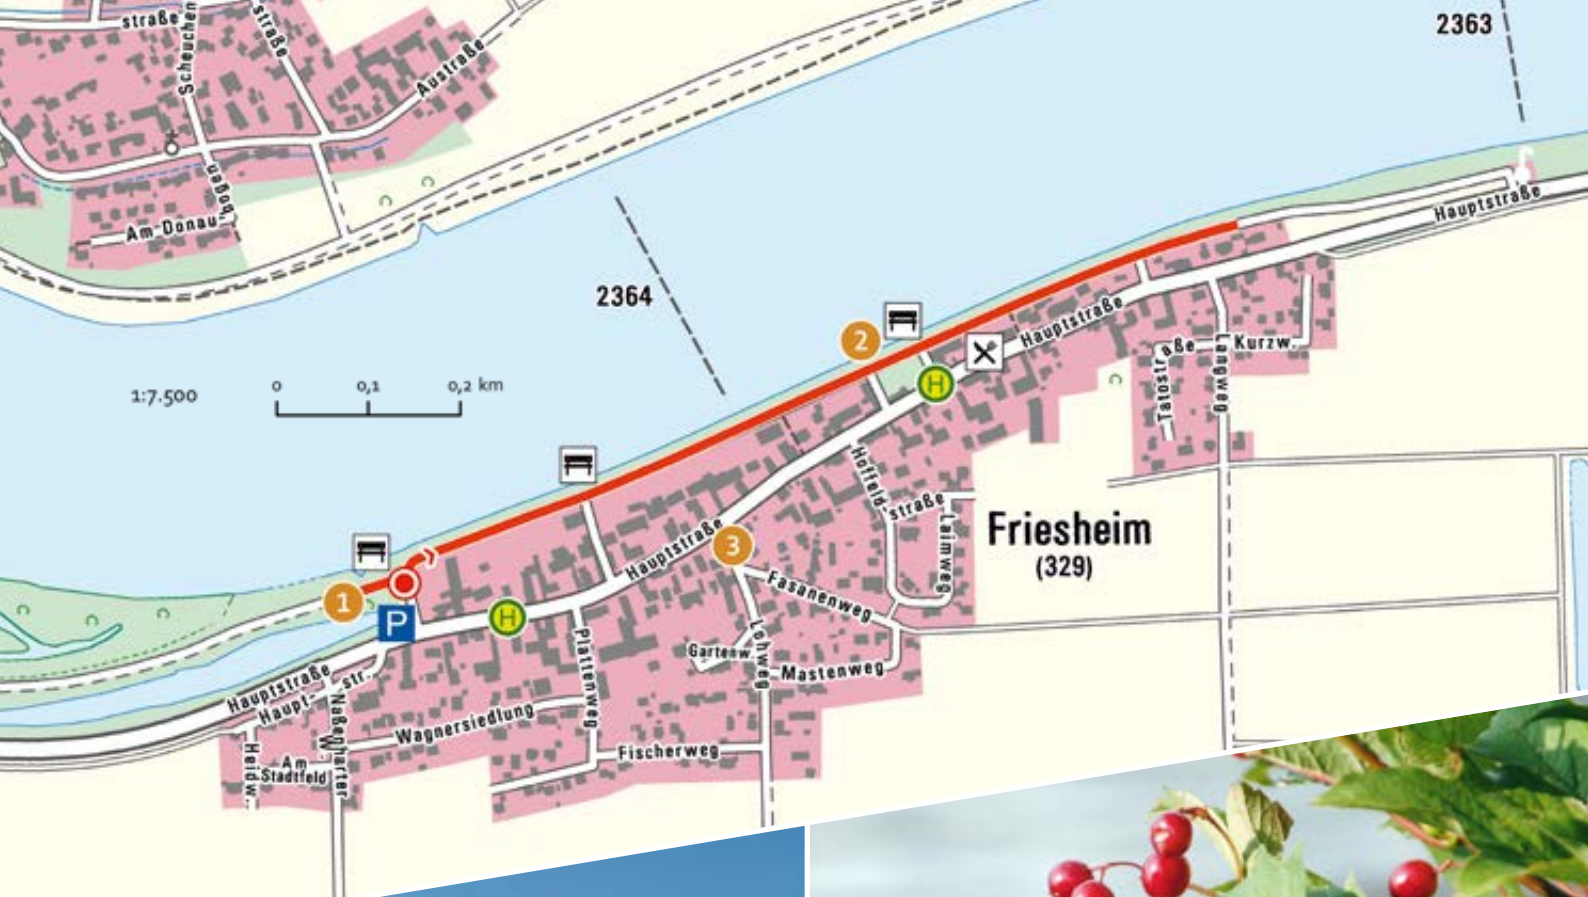 2363
straße
Scheuchen
straße
Austraße
bogen
Am Donau-
Hauptstraße
2364
1:7.500
0 0,1 0,2 km
2
Hauptstraße
H
Tatostraße
Langweg
Kurzw.
Hoffeldstraße
Laimweg
Friesheim
(329)
Hauptstraße
3
1
P
H
Fasanenweg
Plattenweg
Gartenw.
Lohweg
Mastenweg
Hauptstraße
Haupt-str.
Naßenharter W.
Wagnersiedlung
Heidw.
Am Stadtfeld
Fischerweg